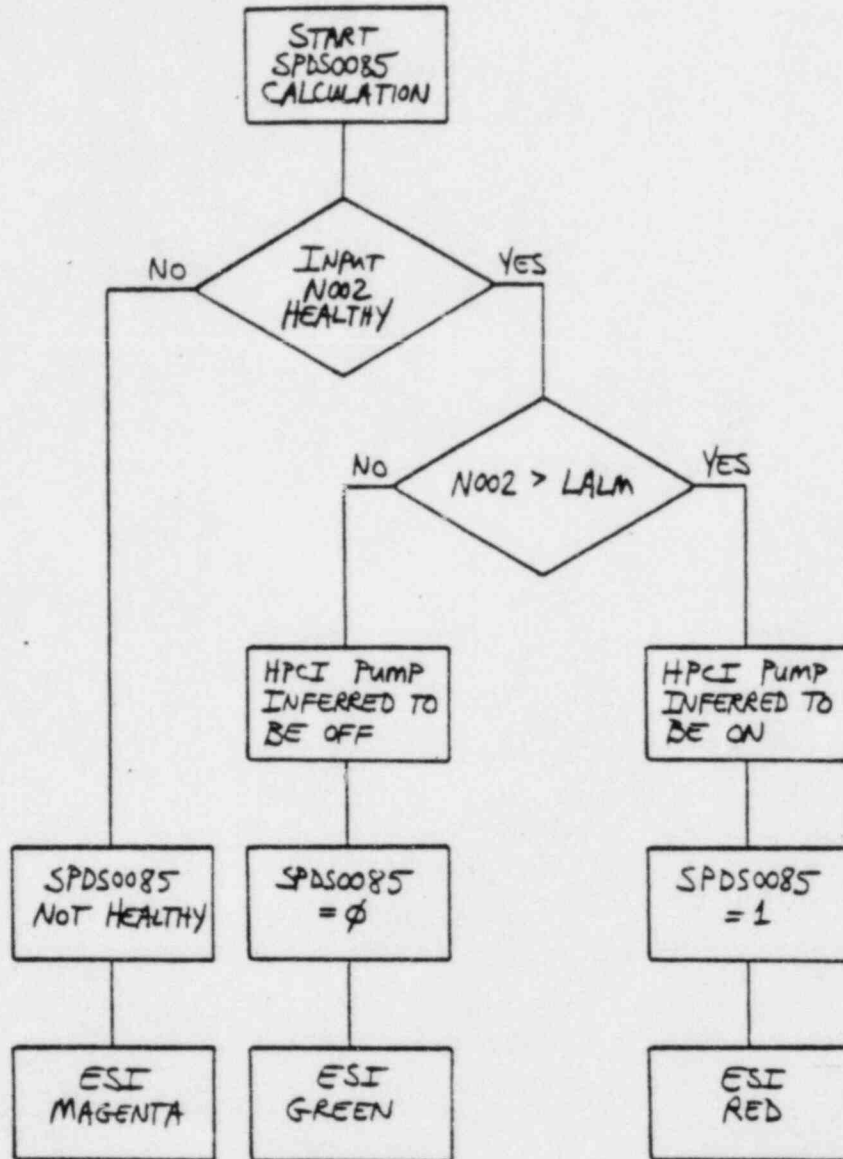 START
SPDS0085
CALCULATION
NO
INPUT
N002
HEALTHY
YES
NO
N002 > LALM
YES
HPCI PUMP
INFERRED TO
BE OFF
HPCI PUMP
INFERRED TO
BE ON
SPDS0085
NOT HEALTHY
SPDS0085
= φ
SPDS0085
= 1
ESI
MAGENTA
ESI
GREEN
ESI
RED